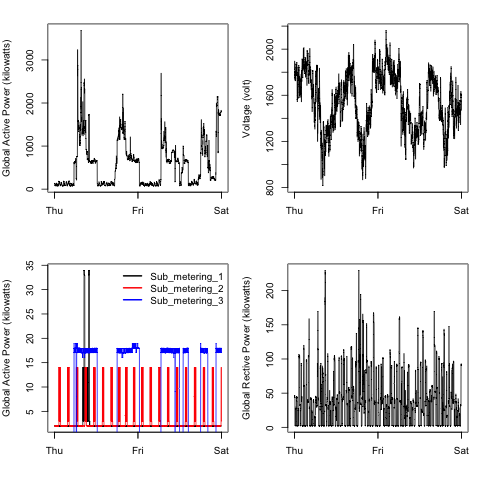 Global Active Power (kilowatts)
0
1000
3000
Thu
Fri
Sat
Voltage (volt)
800
1200
1600
2000
Thu
Fri
Sat
Global Active Power (kilowatts)
5
10
15
20
25
30
35
Sub_metering_1
Sub_metering_2
Sub_metering_3
Thu
Fri
Sat
Global Rective Power (kilowatts)
0
50
100
150
200
Thu
Fri
Sat